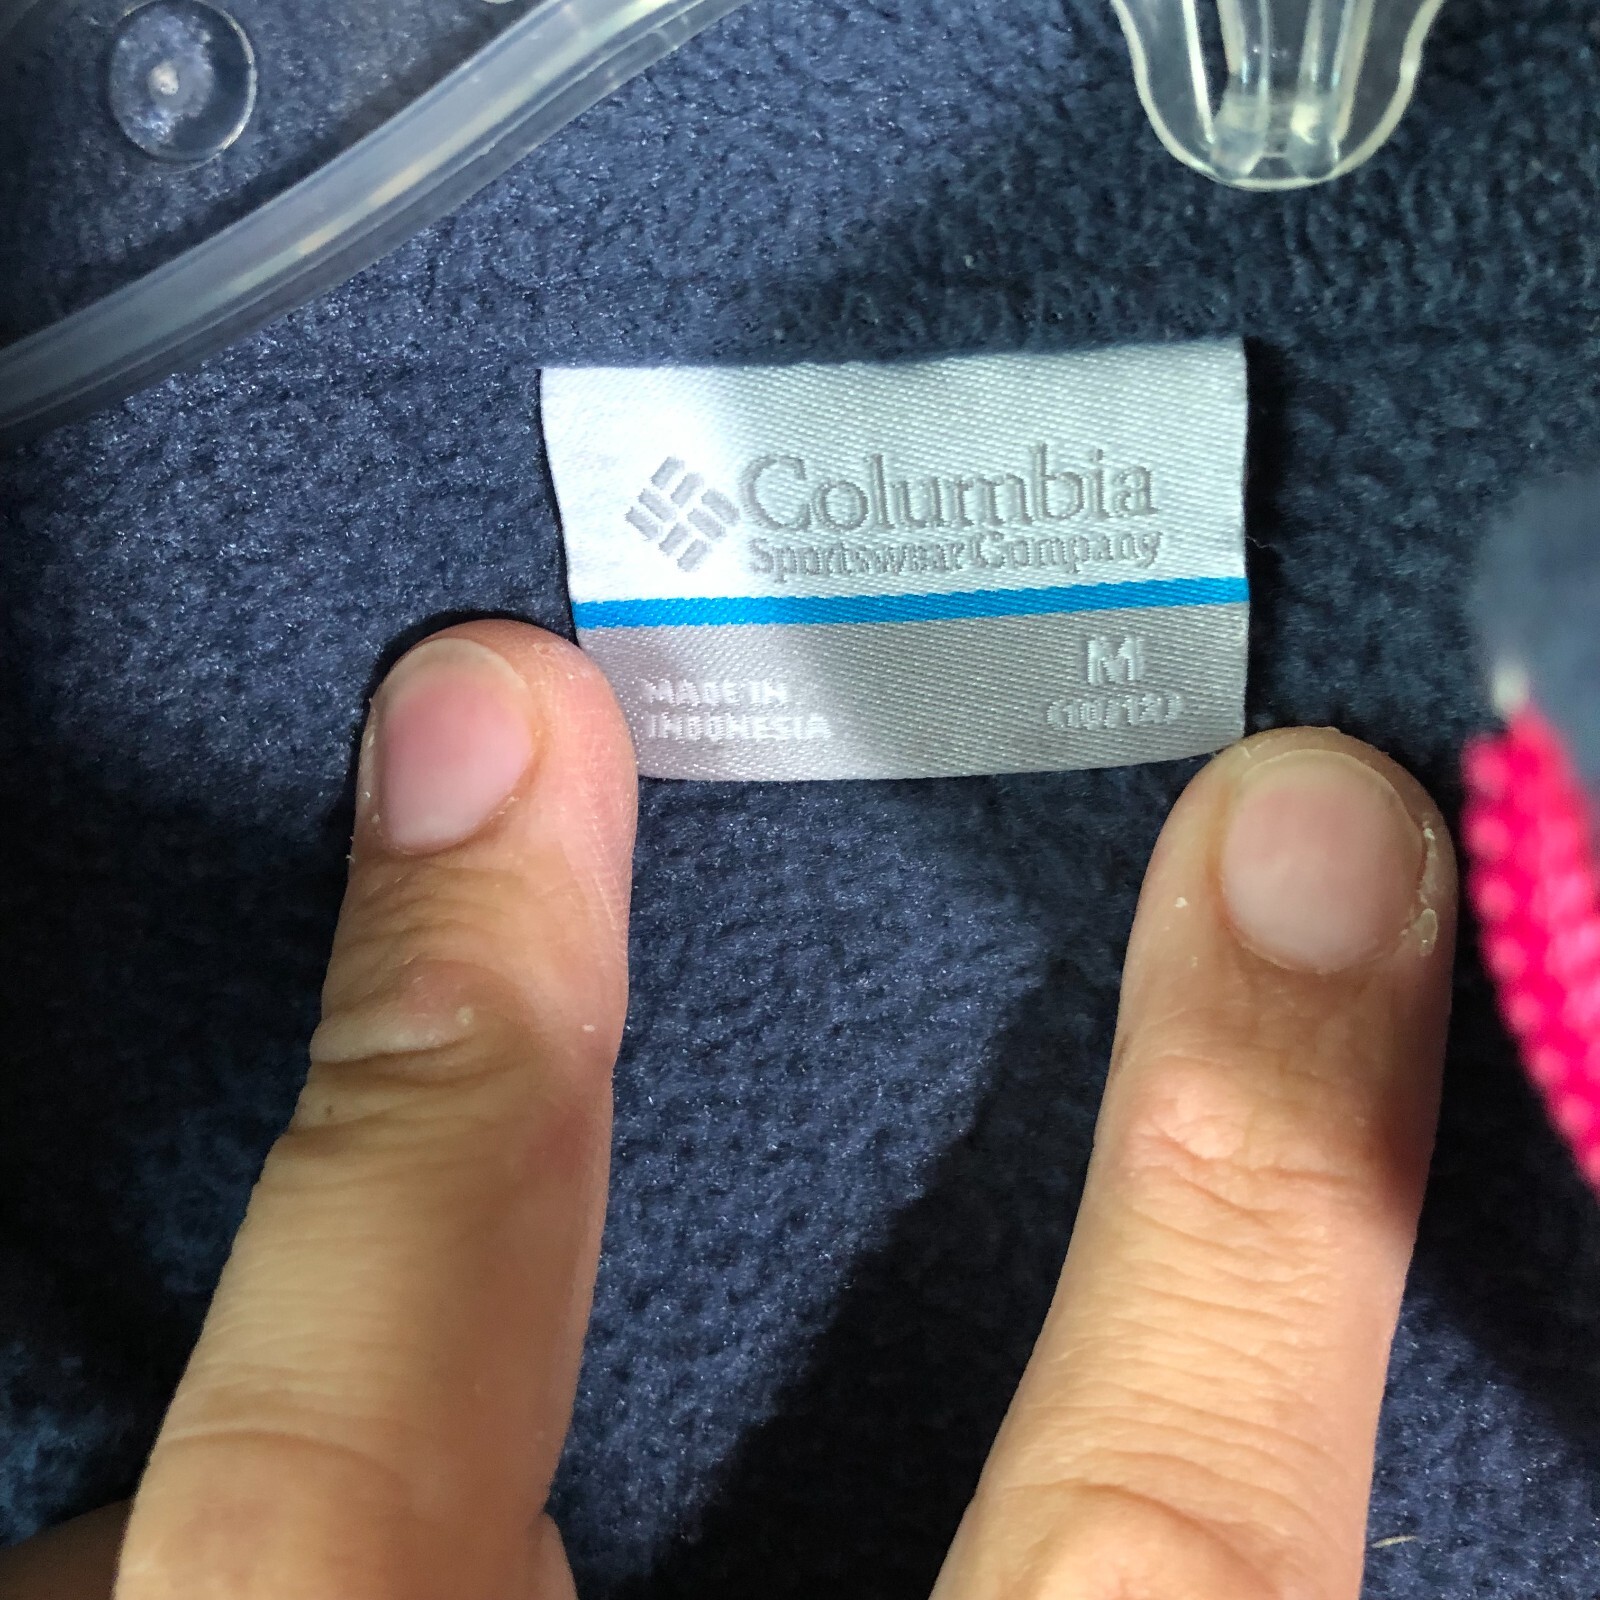 Columbia
Sportswear Company
M
MADE IN
INDONESIA
(10/12)